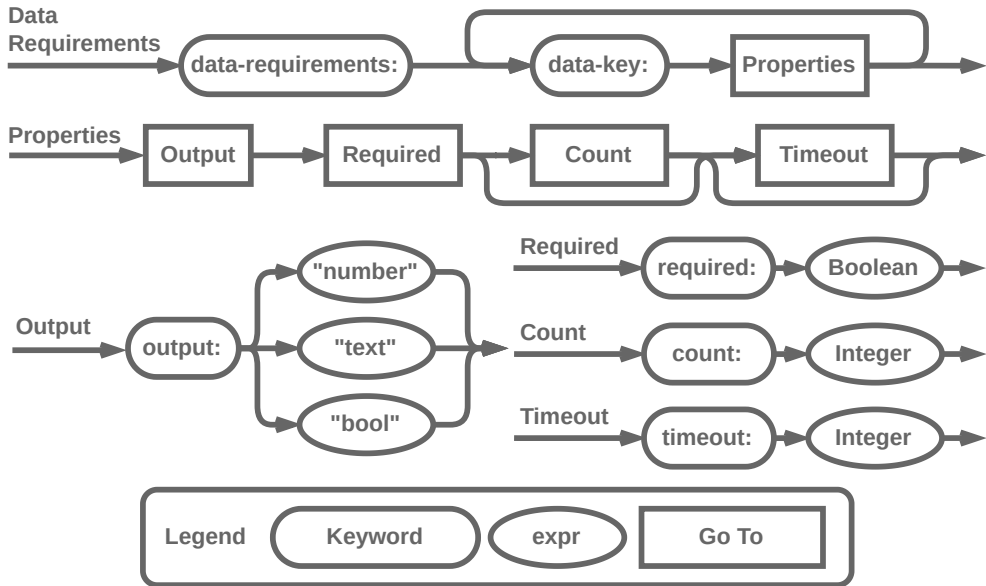 Data
Requirements
data-requirements:
data-key:
Properties
Properties
Output
Required
Count
Timeout
Output
output:
"number"
"text"
"bool"
Required
required:
Boolean
Count
count:
Integer
Timeout
timeout:
Integer
Legend
Keyword
expr
Go To